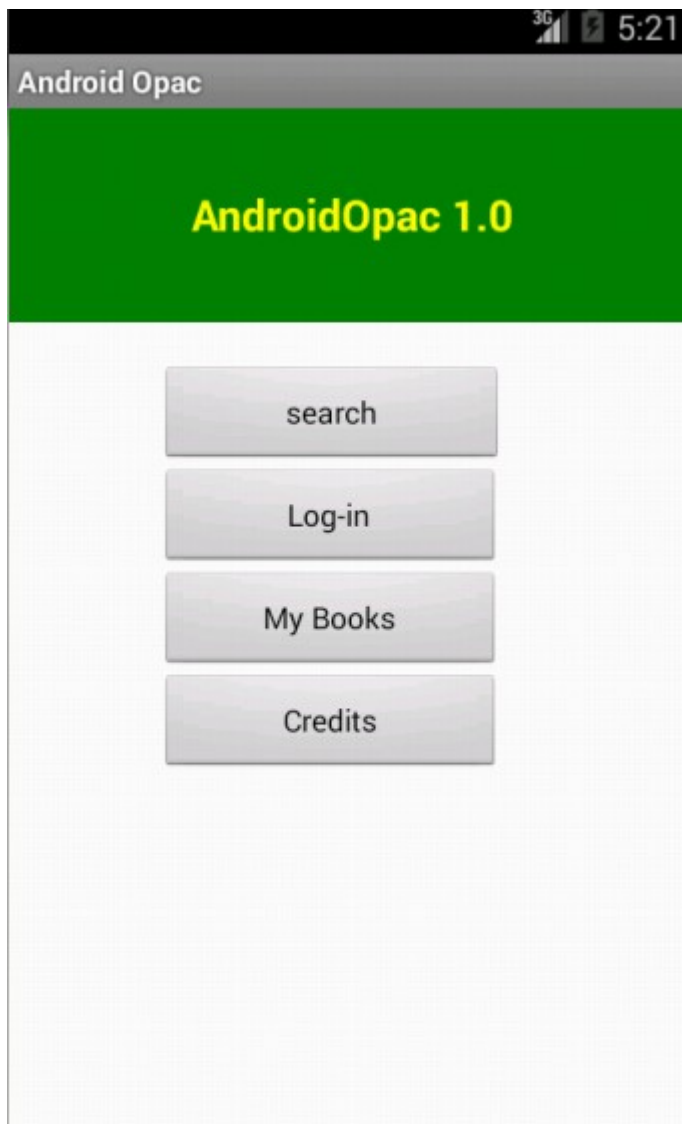 3G 5:21
Android Opac
AndroidOpac 1.0
search
Log-in
My Books
Credits